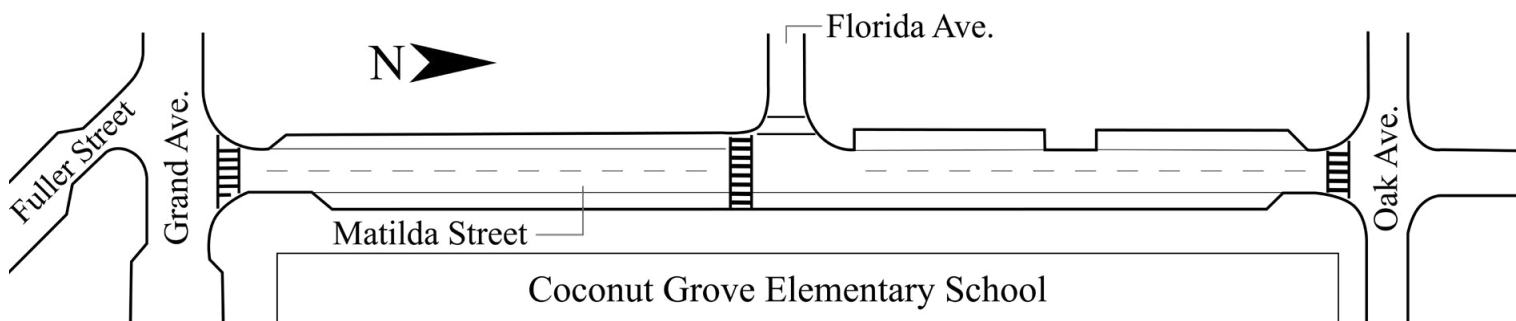 Florida Ave.
N
Fuller Street
Grand Ave.
Oak Ave.
Matilda Street
Coconut Grove Elementary School